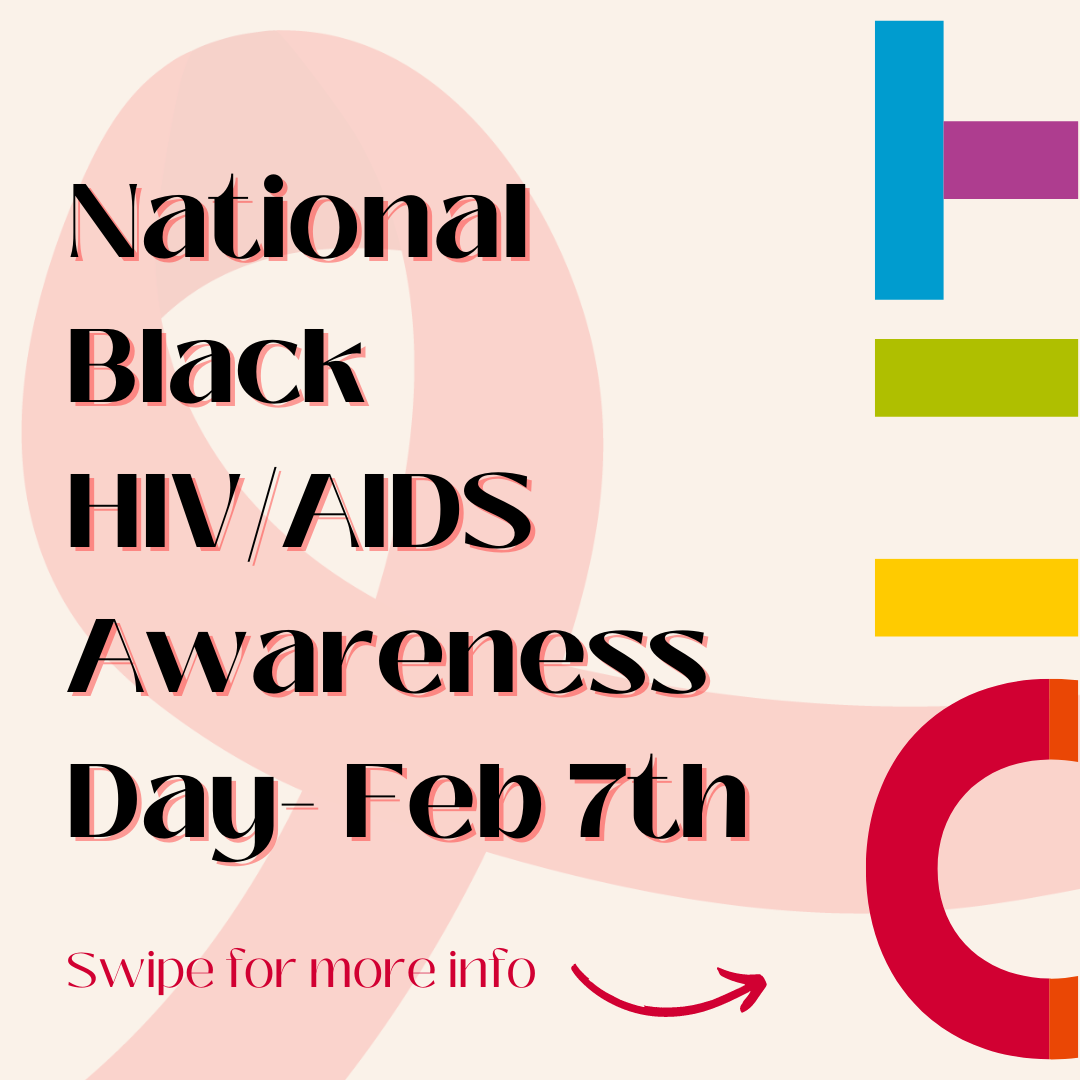 National
Black
HIV/AIDS
Awareness
Day- Feb 7th
Swipe for more info